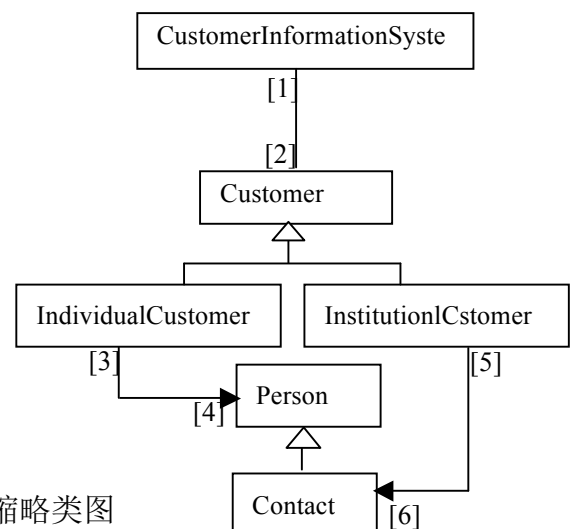 CustomerInformationSyste
[1]
[2]
Customer
IndividualCustomer
InstitutionlCstomer
[3]
[5]
[4]
Person
缩略类图
Contact
[6]